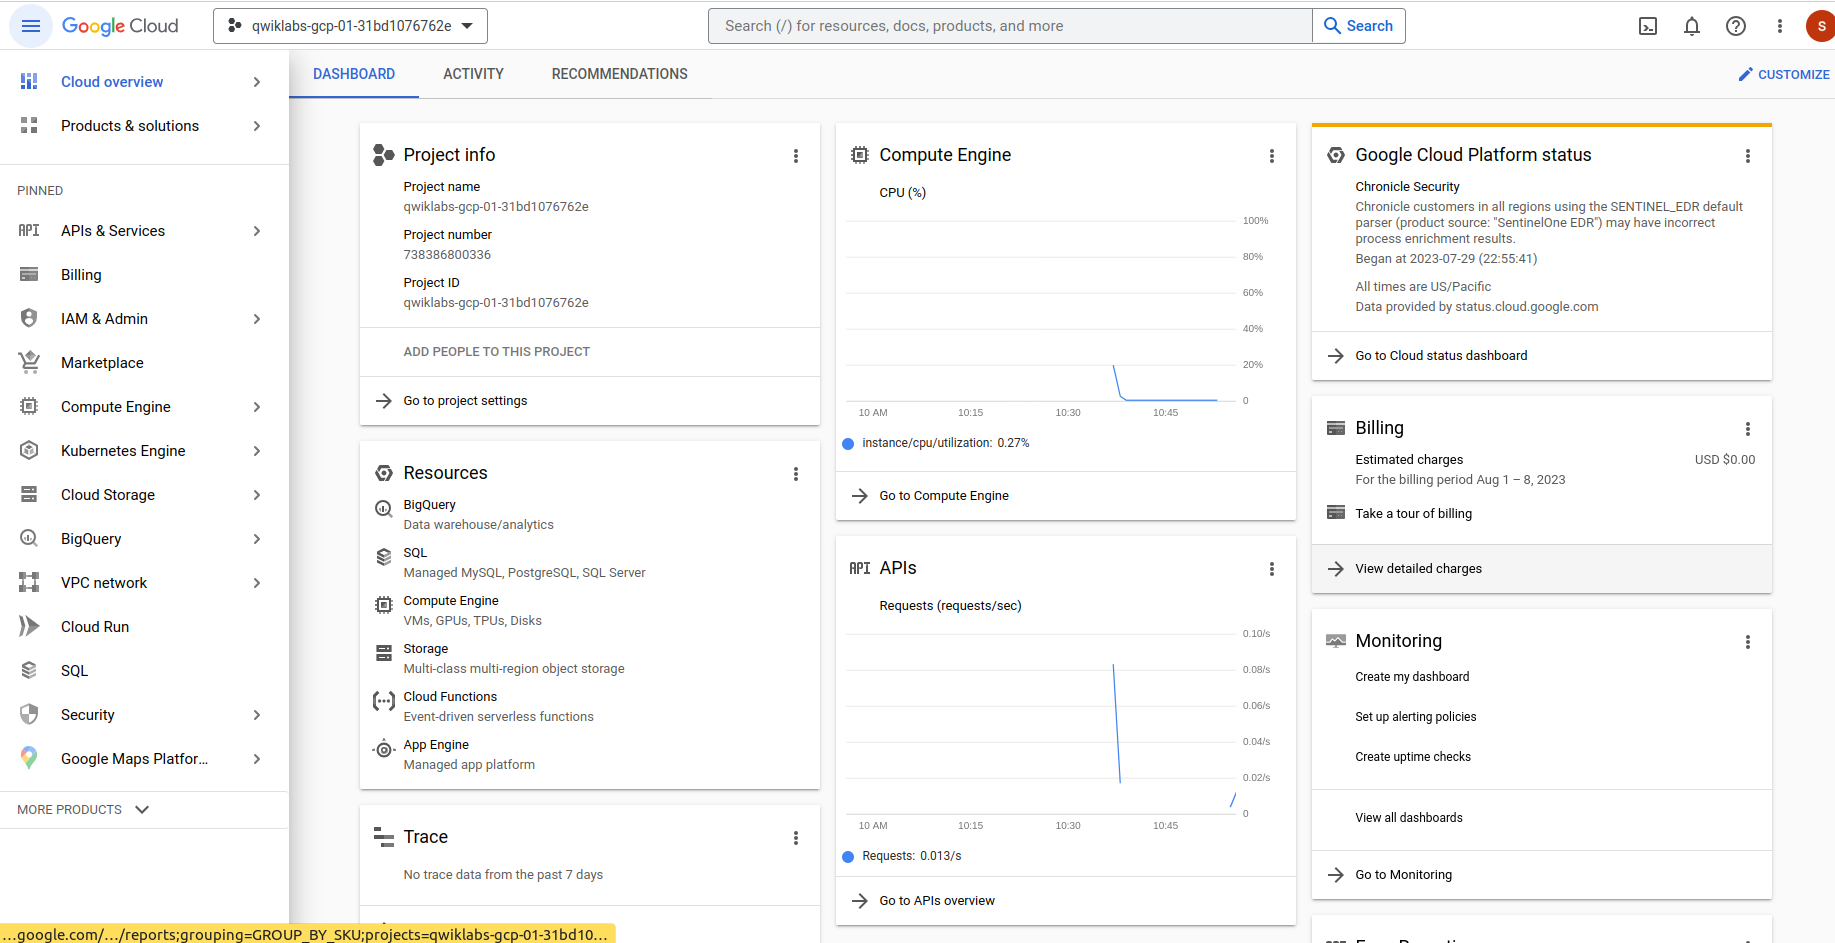 Google Cloud
qwiklabs-gcp-01-31bd1076762e
Search (/) for resources, docs, products, and more
Search
S
Cloud overview
Products & solutions
PINNED
API APIs & Services
Billing
IAM & Admin
Marketplace
Compute Engine
Kubernetes Engine
Cloud Storage
BigQuery
VPC network
Cloud Run
SQL
Security
Google Maps Platfor...
MORE PRODUCTS
DASHBOARD
ACTIVITY
RECOMMENDATIONS
CUSTOMIZE
Project info
Project name
qwiklabs-gcp-01-31bd1076762e
Project number
738386800336
Project ID
qwiklabs-gcp-01-31bd1076762e
ADD PEOPLE TO THIS PROJECT
Go to project settings
Resources
BigQuery
Data warehouse/analytics
SQL
Managed MySQL, PostgreSQL, SQL Server
Compute Engine
VMs, GPUs, TPUs, Disks
Storage
Multi-class multi-region object storage
Cloud Functions
Event-driven serverless functions
App Engine
Managed app platform
Trace
No trace data from the past 7 days
Compute Engine
CPU (%)
100%
80%
60%
40%
20%
0
10 AM 10:15 10:30 10:45
instance/cpu/utilization: 0.27%
Go to Compute Engine
API APIs
Requests (requests/sec)
0.10/s
0.08/s
0.06/s
0.04/s
0.02/s
0
10 AM 10:15 10:30 10:45
Requests: 0.013/s
Go to APIs overview
Google Cloud Platform status
Chronicle Security
Chronicle customers in all regions using the SENTINEL_EDR default
parser (product source: "SentinelOne EDR") may have incorrect
process enrichment results.
Began at 2023-07-29 (22:55:41)
All times are US/Pacific
Data provided by status.cloud.google.com
Go to Cloud status dashboard
Billing
Estimated charges USD $0.00
For the billing period Aug 1 – 8, 2023
Take a tour of billing
View detailed charges
Monitoring
Create my dashboard
Set up alerting policies
Create uptime checks
View all dashboards
Go to Monitoring
...google.com/.../reports;grouping=GROUP_BY_SKU;projects=qwiklabs-gcp-01-31bd10...